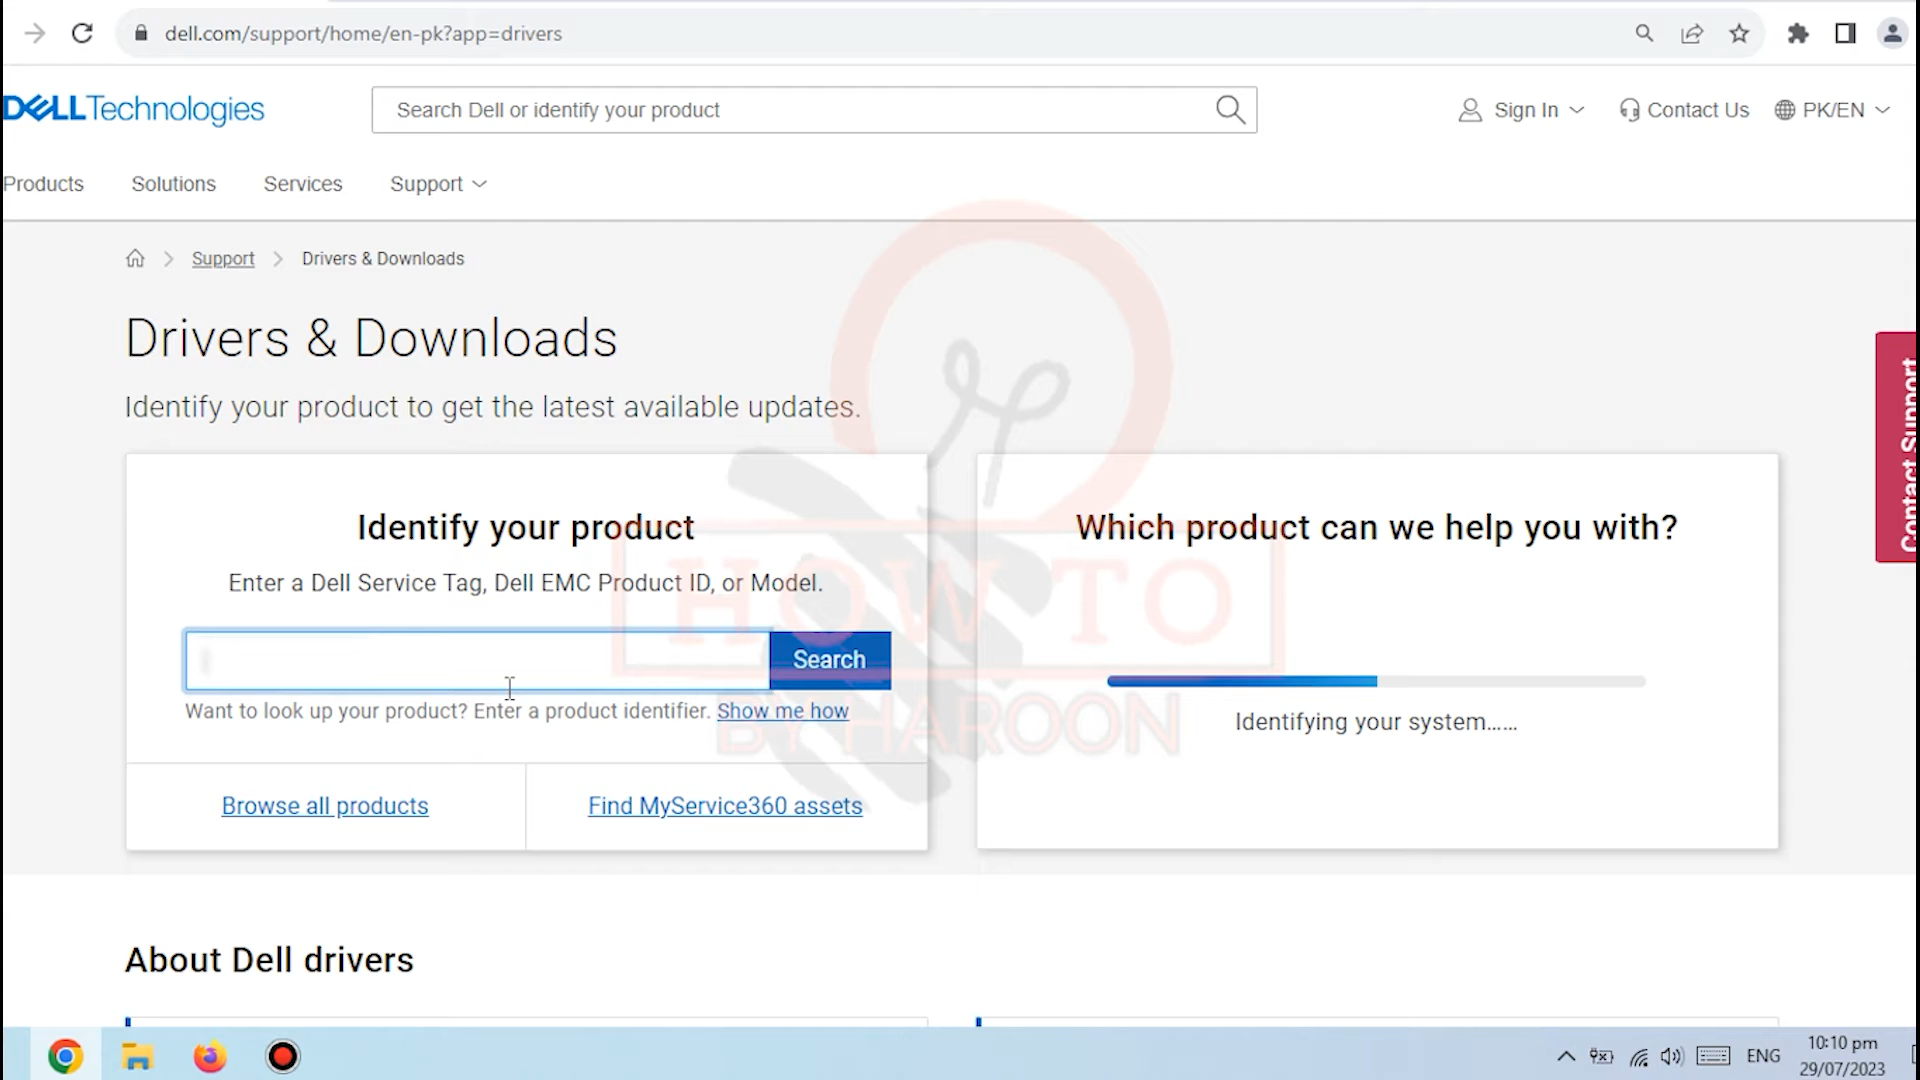 dell.com/support/home/en-pk?app=drivers
DELLTechnologies
Search Dell or identify your product
Sign In
Contact Us
PK/EN
Products
Solutions
Services
Support
Support
Drivers & Downloads
Drivers & Downloads
Identify your product to get the latest available updates.
Contact Support
Identify your product
Enter a Dell Service Tag, Dell EMC Product ID, or Model.
Search
Want to look up your product? Enter a product identifier. Show me how
Browse all products
Find MyService360 assets
Which product can we help you with?
Identifying your system......
HOW TO
BY HAROON
About Dell drivers
ENG
10:10 pm
29/07/2023